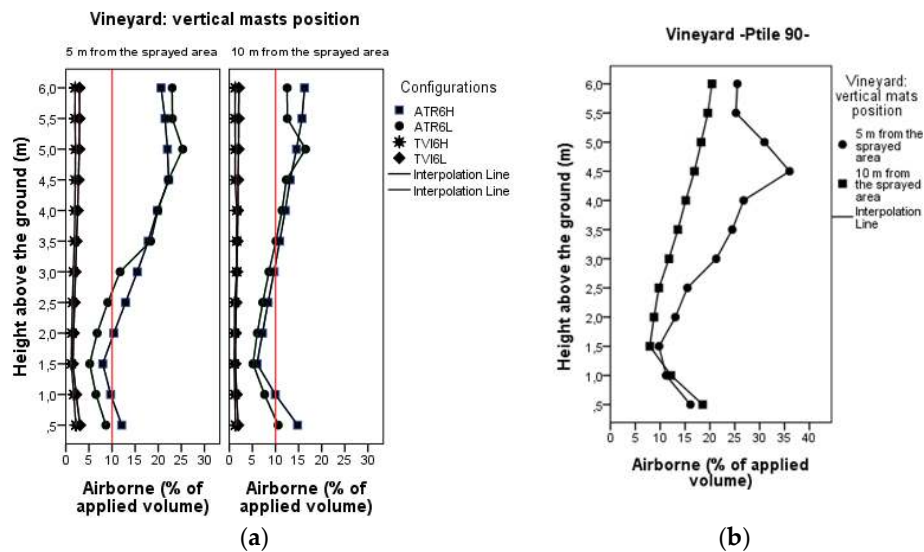 Vineyard: vertical masts position
5 m from the sprayed area
10 m from the sprayed area
Height above the ground (m)
6,0
5,5
5,0
4,5
4,0
3,5
3,0
2,5
2,0
1,5
1,0
,5
0 5 10 15 20 25 30
0 5 10 15 20 25 30
Airborne (% of
applied volume)
Airborne (% of
applied volume)
Configurations
ATR6H
ATR6L
TVI6H
TVI6L
Interpolation Line
Interpolation Line
(a)
Vineyard -Ptile 90-
Height above the ground (m)
6,0
5,5
5,0
4,5
4,0
3,5
3,0
2,5
2,0
1,5
1,0
,5
0 5 10 15 20 25 30 40
Airborne (% of applied
volume)
Vineyard:
vertical mats
position
5 m from the
sprayed area
10 m from
the sprayed
area
Interpolation
Line
(b)